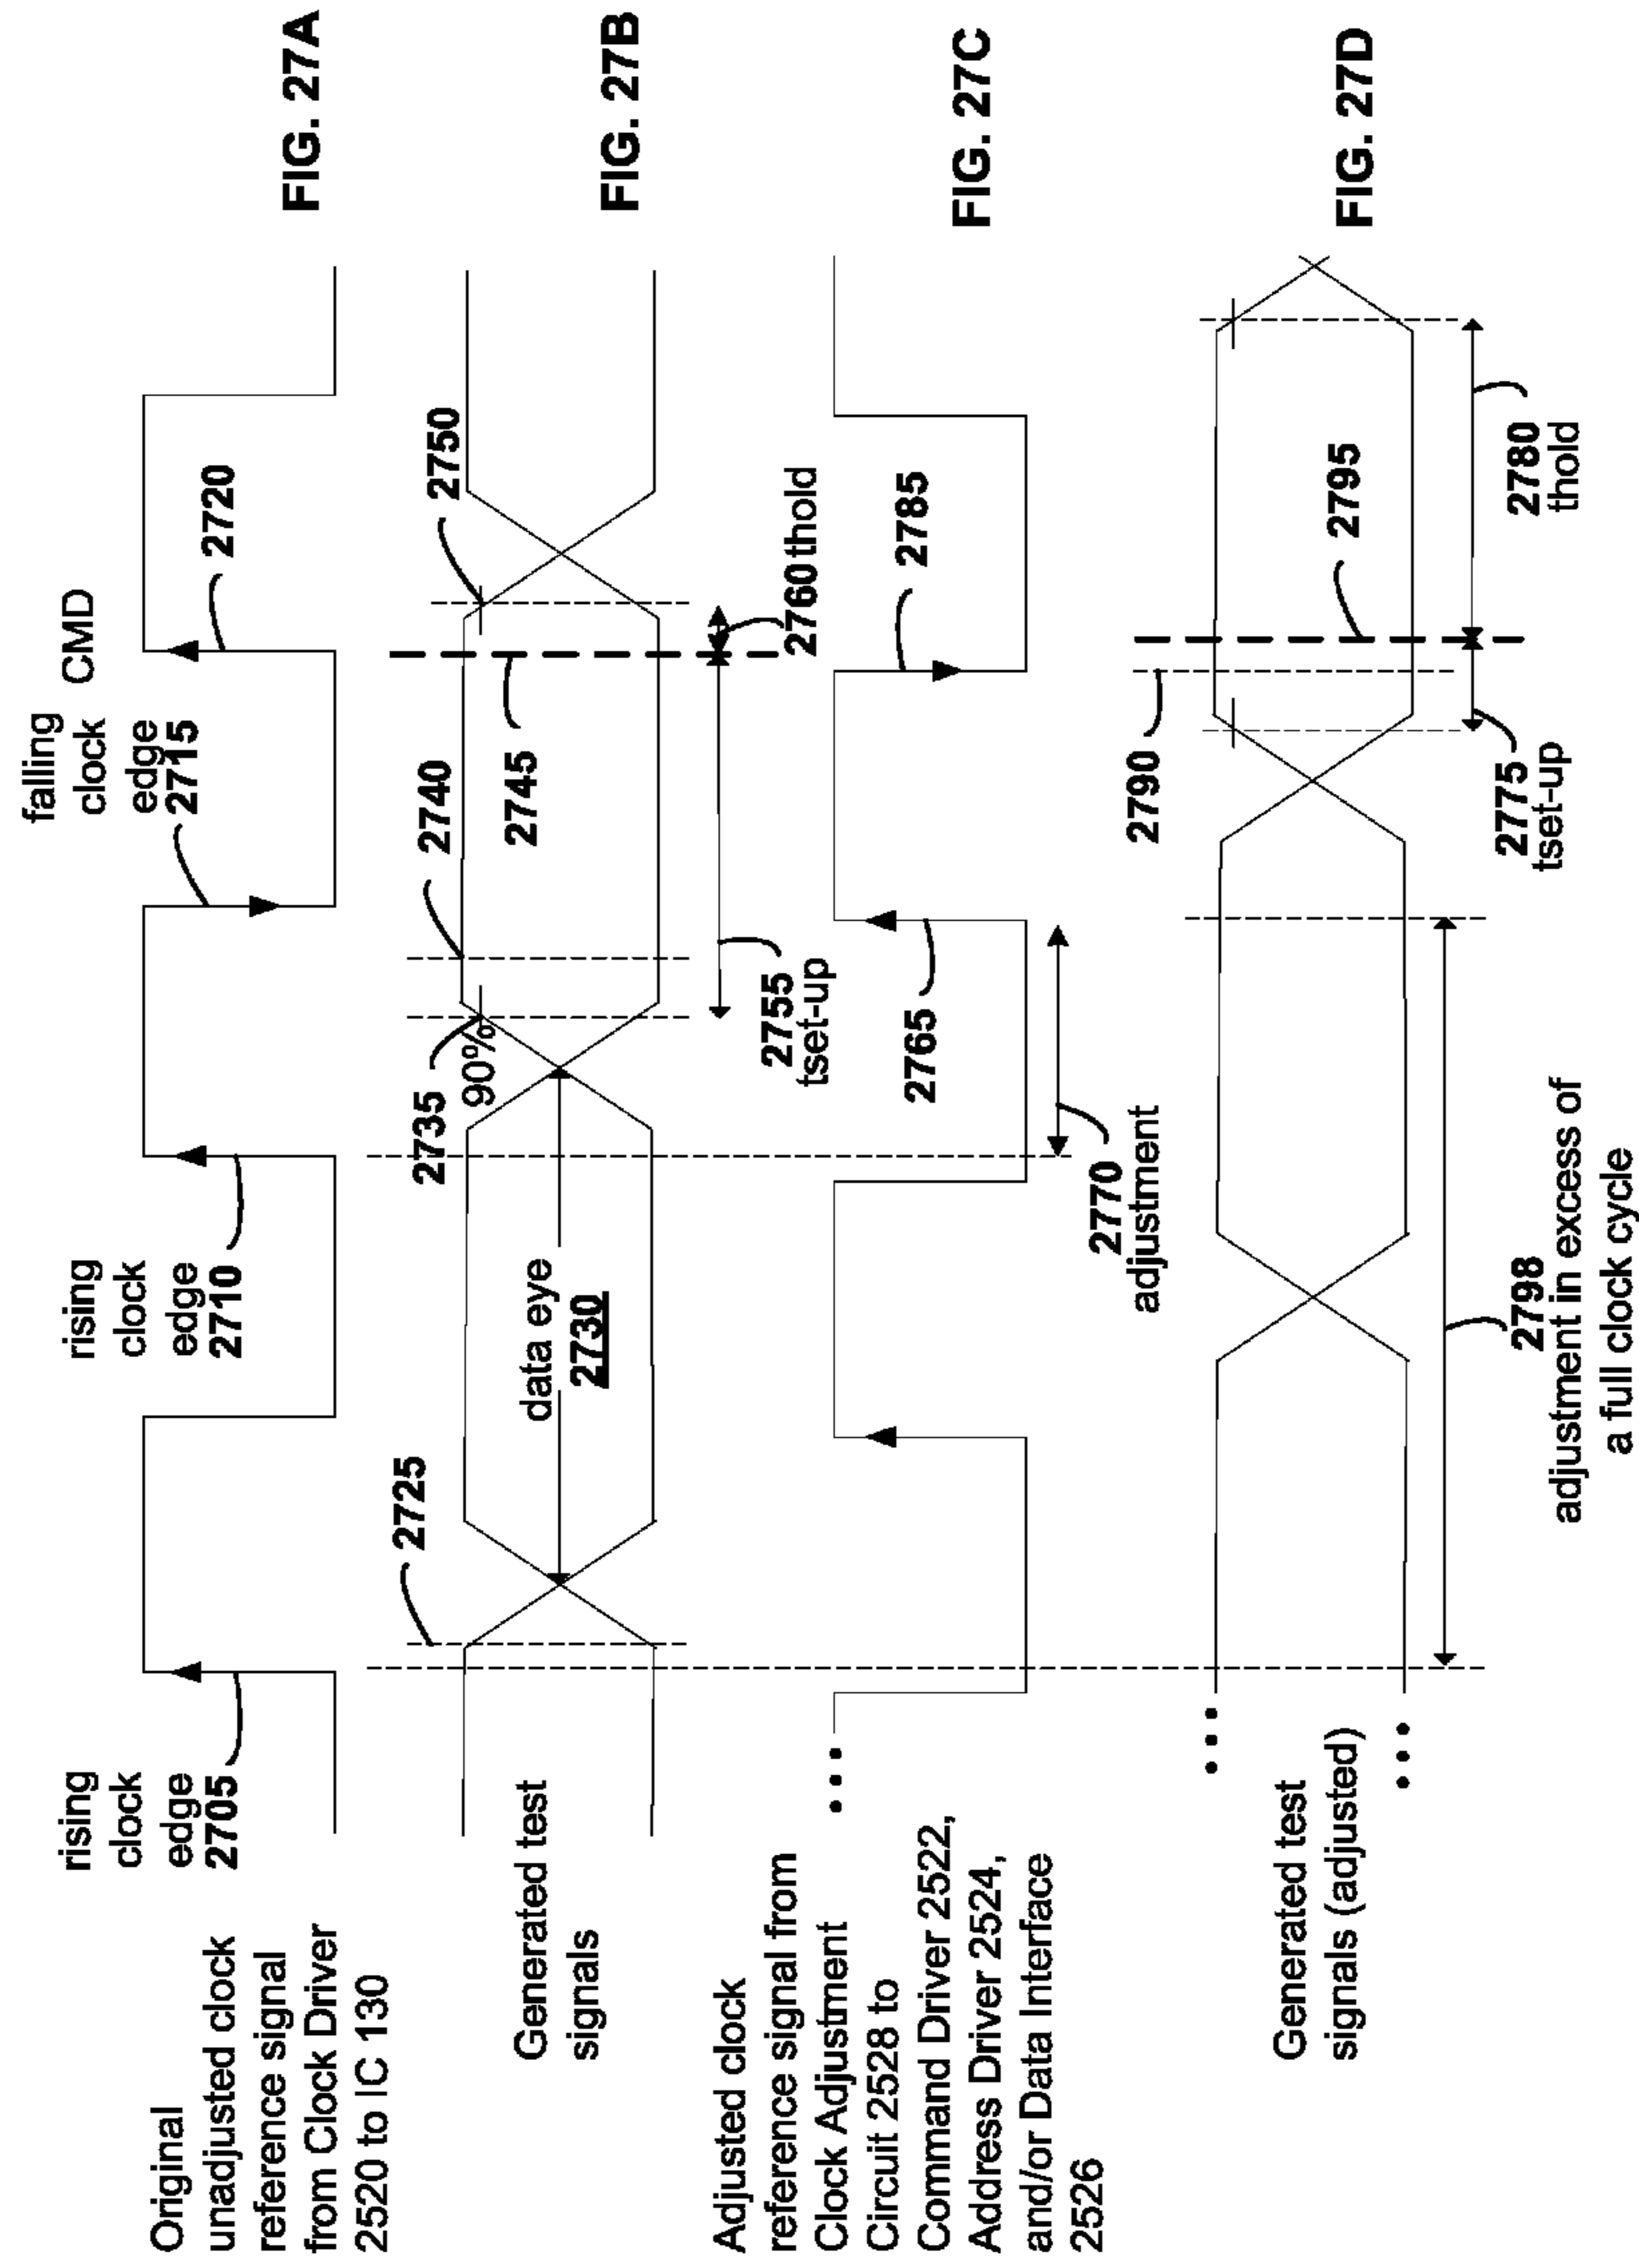 Original
unadjusted clock
reference signal
from Clock Driver
2520 to IC 130
rising
clock
edge
2705
rising
clock
edge
2710
falling
clock
edge
2715
CMD
2720
FIG. 27A
Generated test
signals
2725
data eye
2730
2735
90%
2740
2745
2750
2755
tset-up
2760 thold
FIG. 27B
Adjusted clock
reference signal from
Clock Adjustment
Circuit 2528 to
Command Driver 2522,
Address Driver 2524,
and/or Data Interface
2526
2765
2770
adjustment
2785
FIG. 27C
Generated test
signals (adjusted)
2790
2795
2775
tset-up
2780
thold
2798
adjustment in excess of
a full clock cycle
FIG. 27D